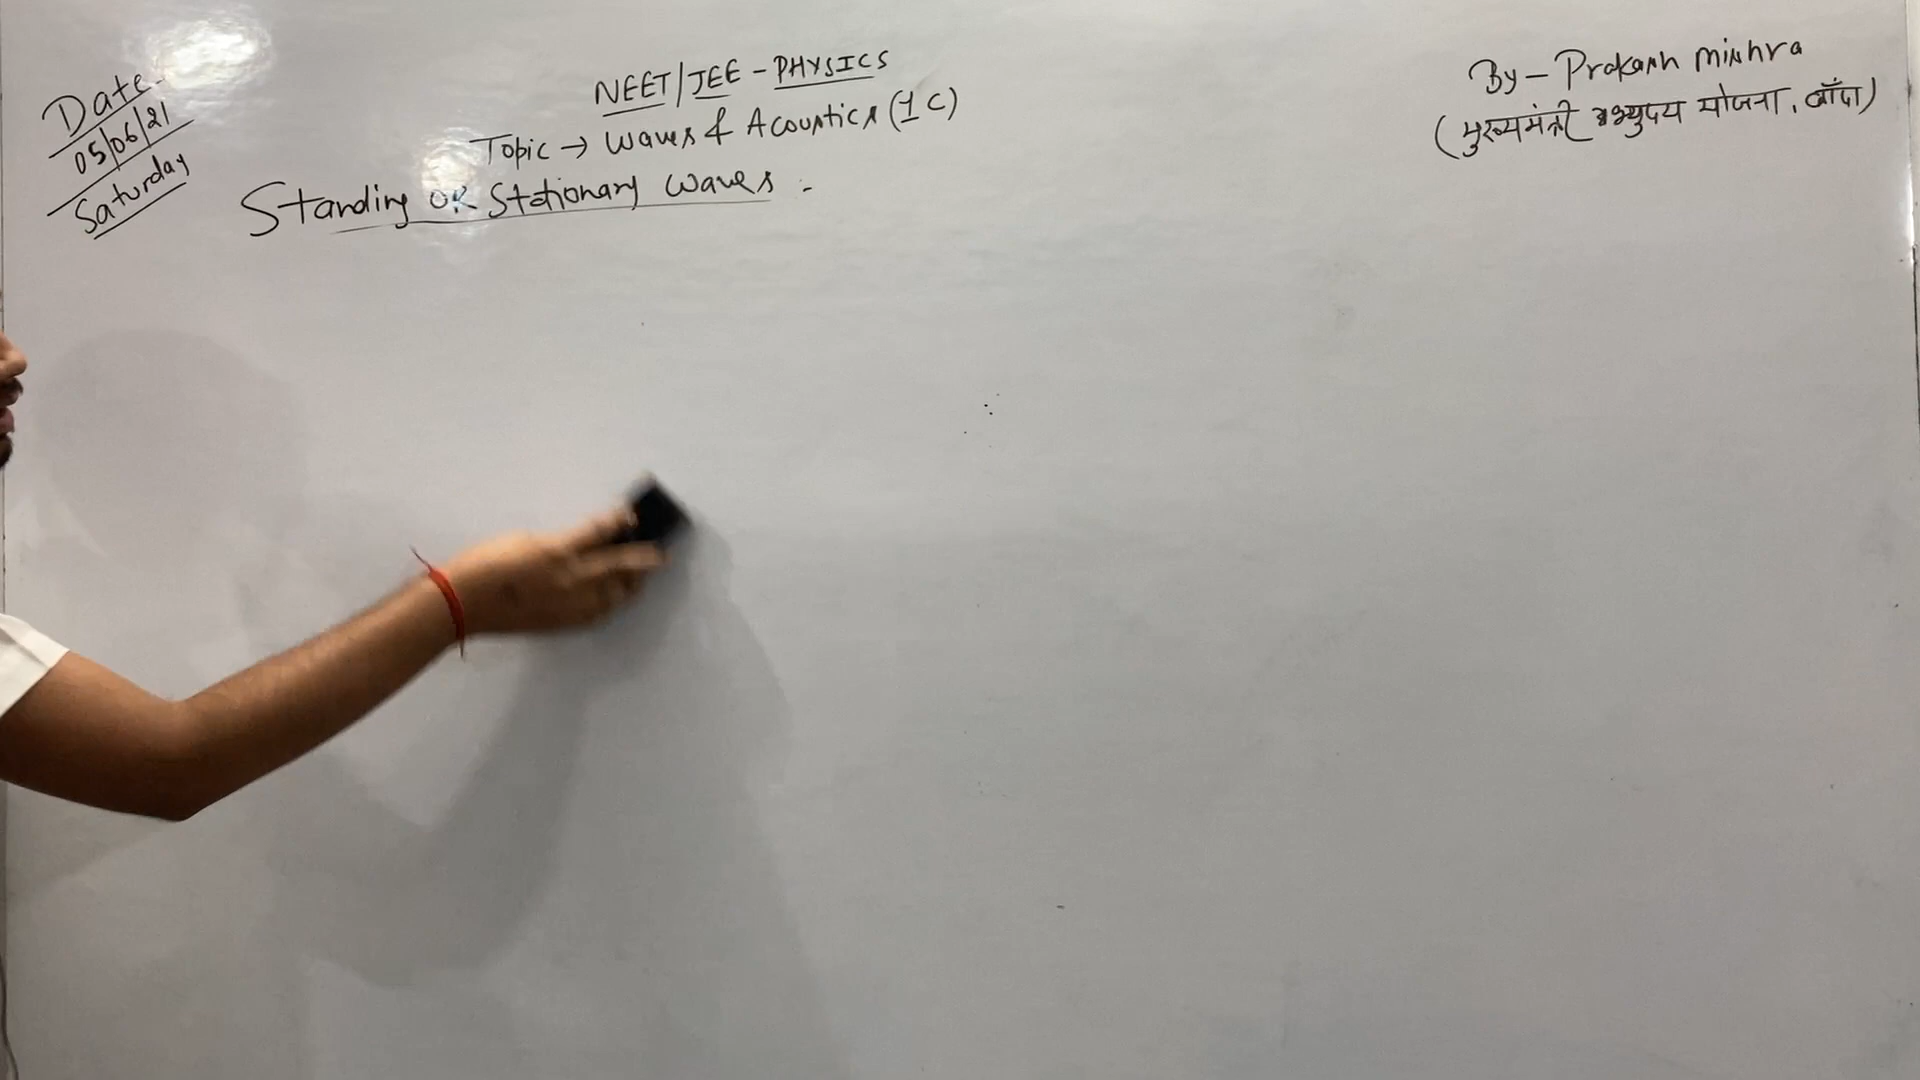 Date-
05/06/21
Saturday
NEET/JEE - PHYSICS
Topic → Waves & Acoustics (1C)
Standing OR Stationary waves -
By - Prakash Mishra
(मुख्यमंत्री अभ्युदय योजना, बाँदा)